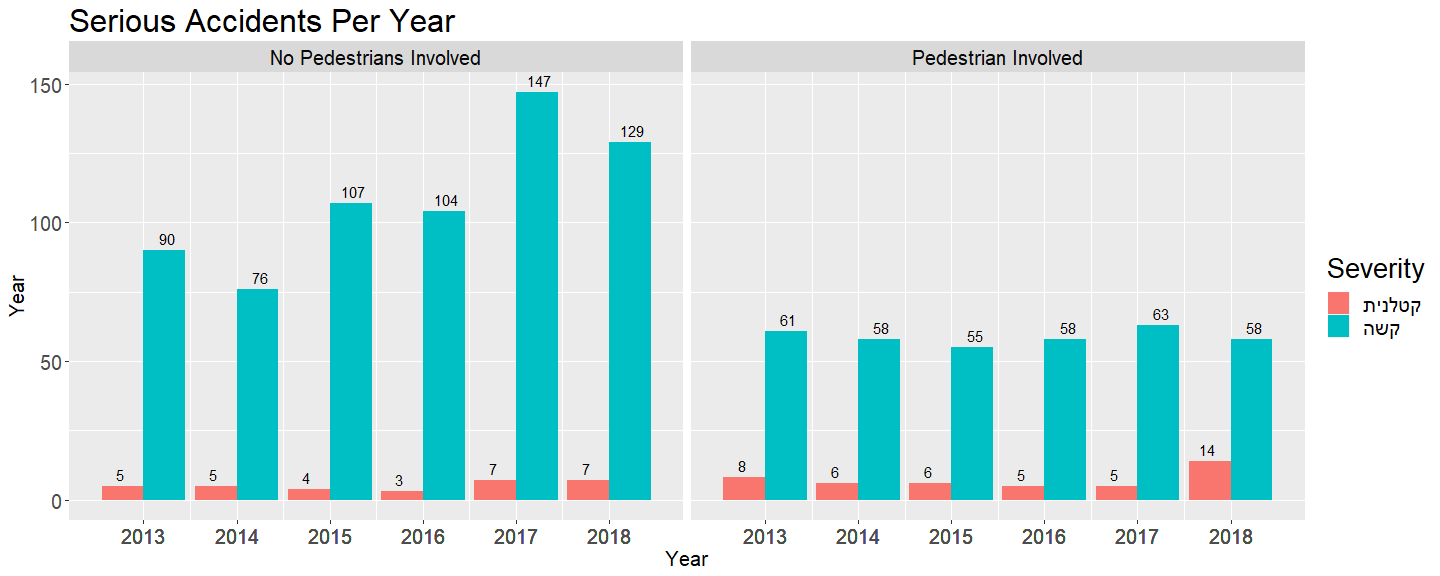 Serious Accidents Per Year
No Pedestrians Involved
Pedestrian Involved
150
100
50
0
Year
5 90 5 76 4 107 3 104 7 147 7 129
8 61 6 58 6 55 5 58 5 63 14 58
2013 2014 2015 2016 2017 2018
2013 2014 2015 2016 2017 2018
Year
Severity
קטלנית
קשה